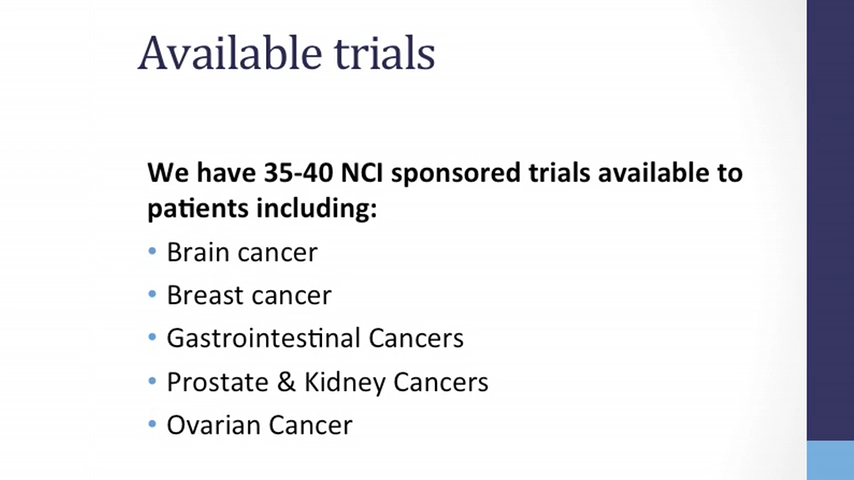 Available trials
We have 35-40 NCI sponsored trials available to
patients including:
• Brain cancer
• Breast cancer
• Gastrointestinal Cancers
• Prostate & Kidney Cancers
• Ovarian Cancer